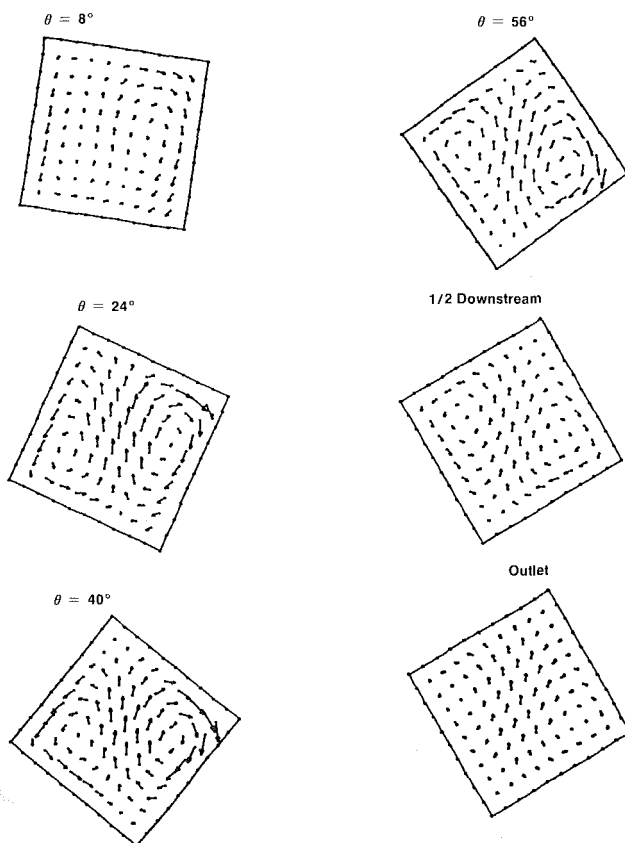 θ = 8°
θ = 56°
θ = 24°
1/2 Downstream
θ = 40°
Outlet